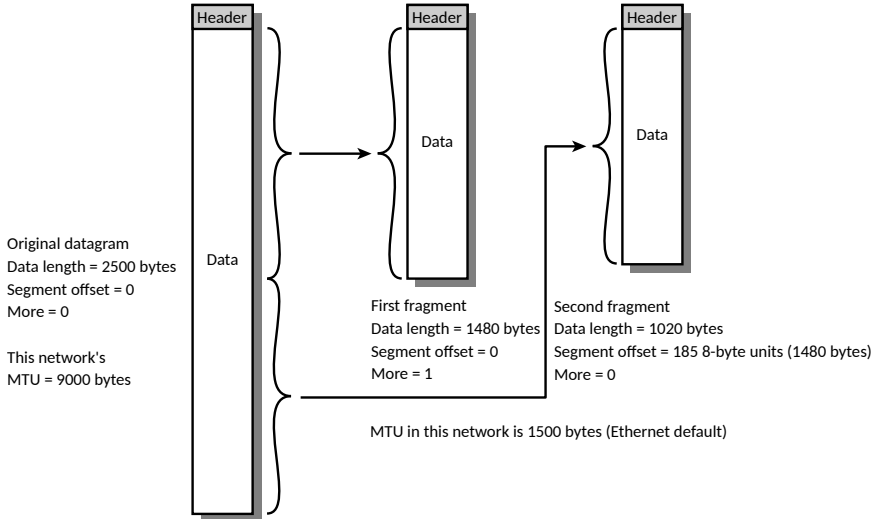 Header
Header
Header
Data
Data
Data
Original datagram
Data length = 2500 bytes
Segment offset = 0
More = 0
This network's
MTU = 9000 bytes
First fragment
Data length = 1480 bytes
Segment offset = 0
More = 1
Second fragment
Data length = 1020 bytes
Segment offset = 185 8-byte units (1480 bytes)
More = 0
MTU in this network is 1500 bytes (Ethernet default)